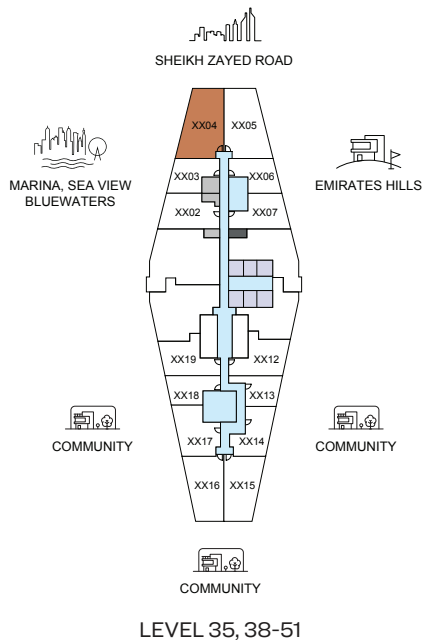 SHEIKH ZAYED ROAD
XX04
XX05
MARINA, SEA VIEW
BLUEWATERS
EMIRATES HILLS
XX03
XX06
XX02
XX07
XX19
XX12
XX18
XX13
COMMUNITY
COMMUNITY
XX17
XX14
XX16
XX15
COMMUNITY
LEVEL 35, 38-51